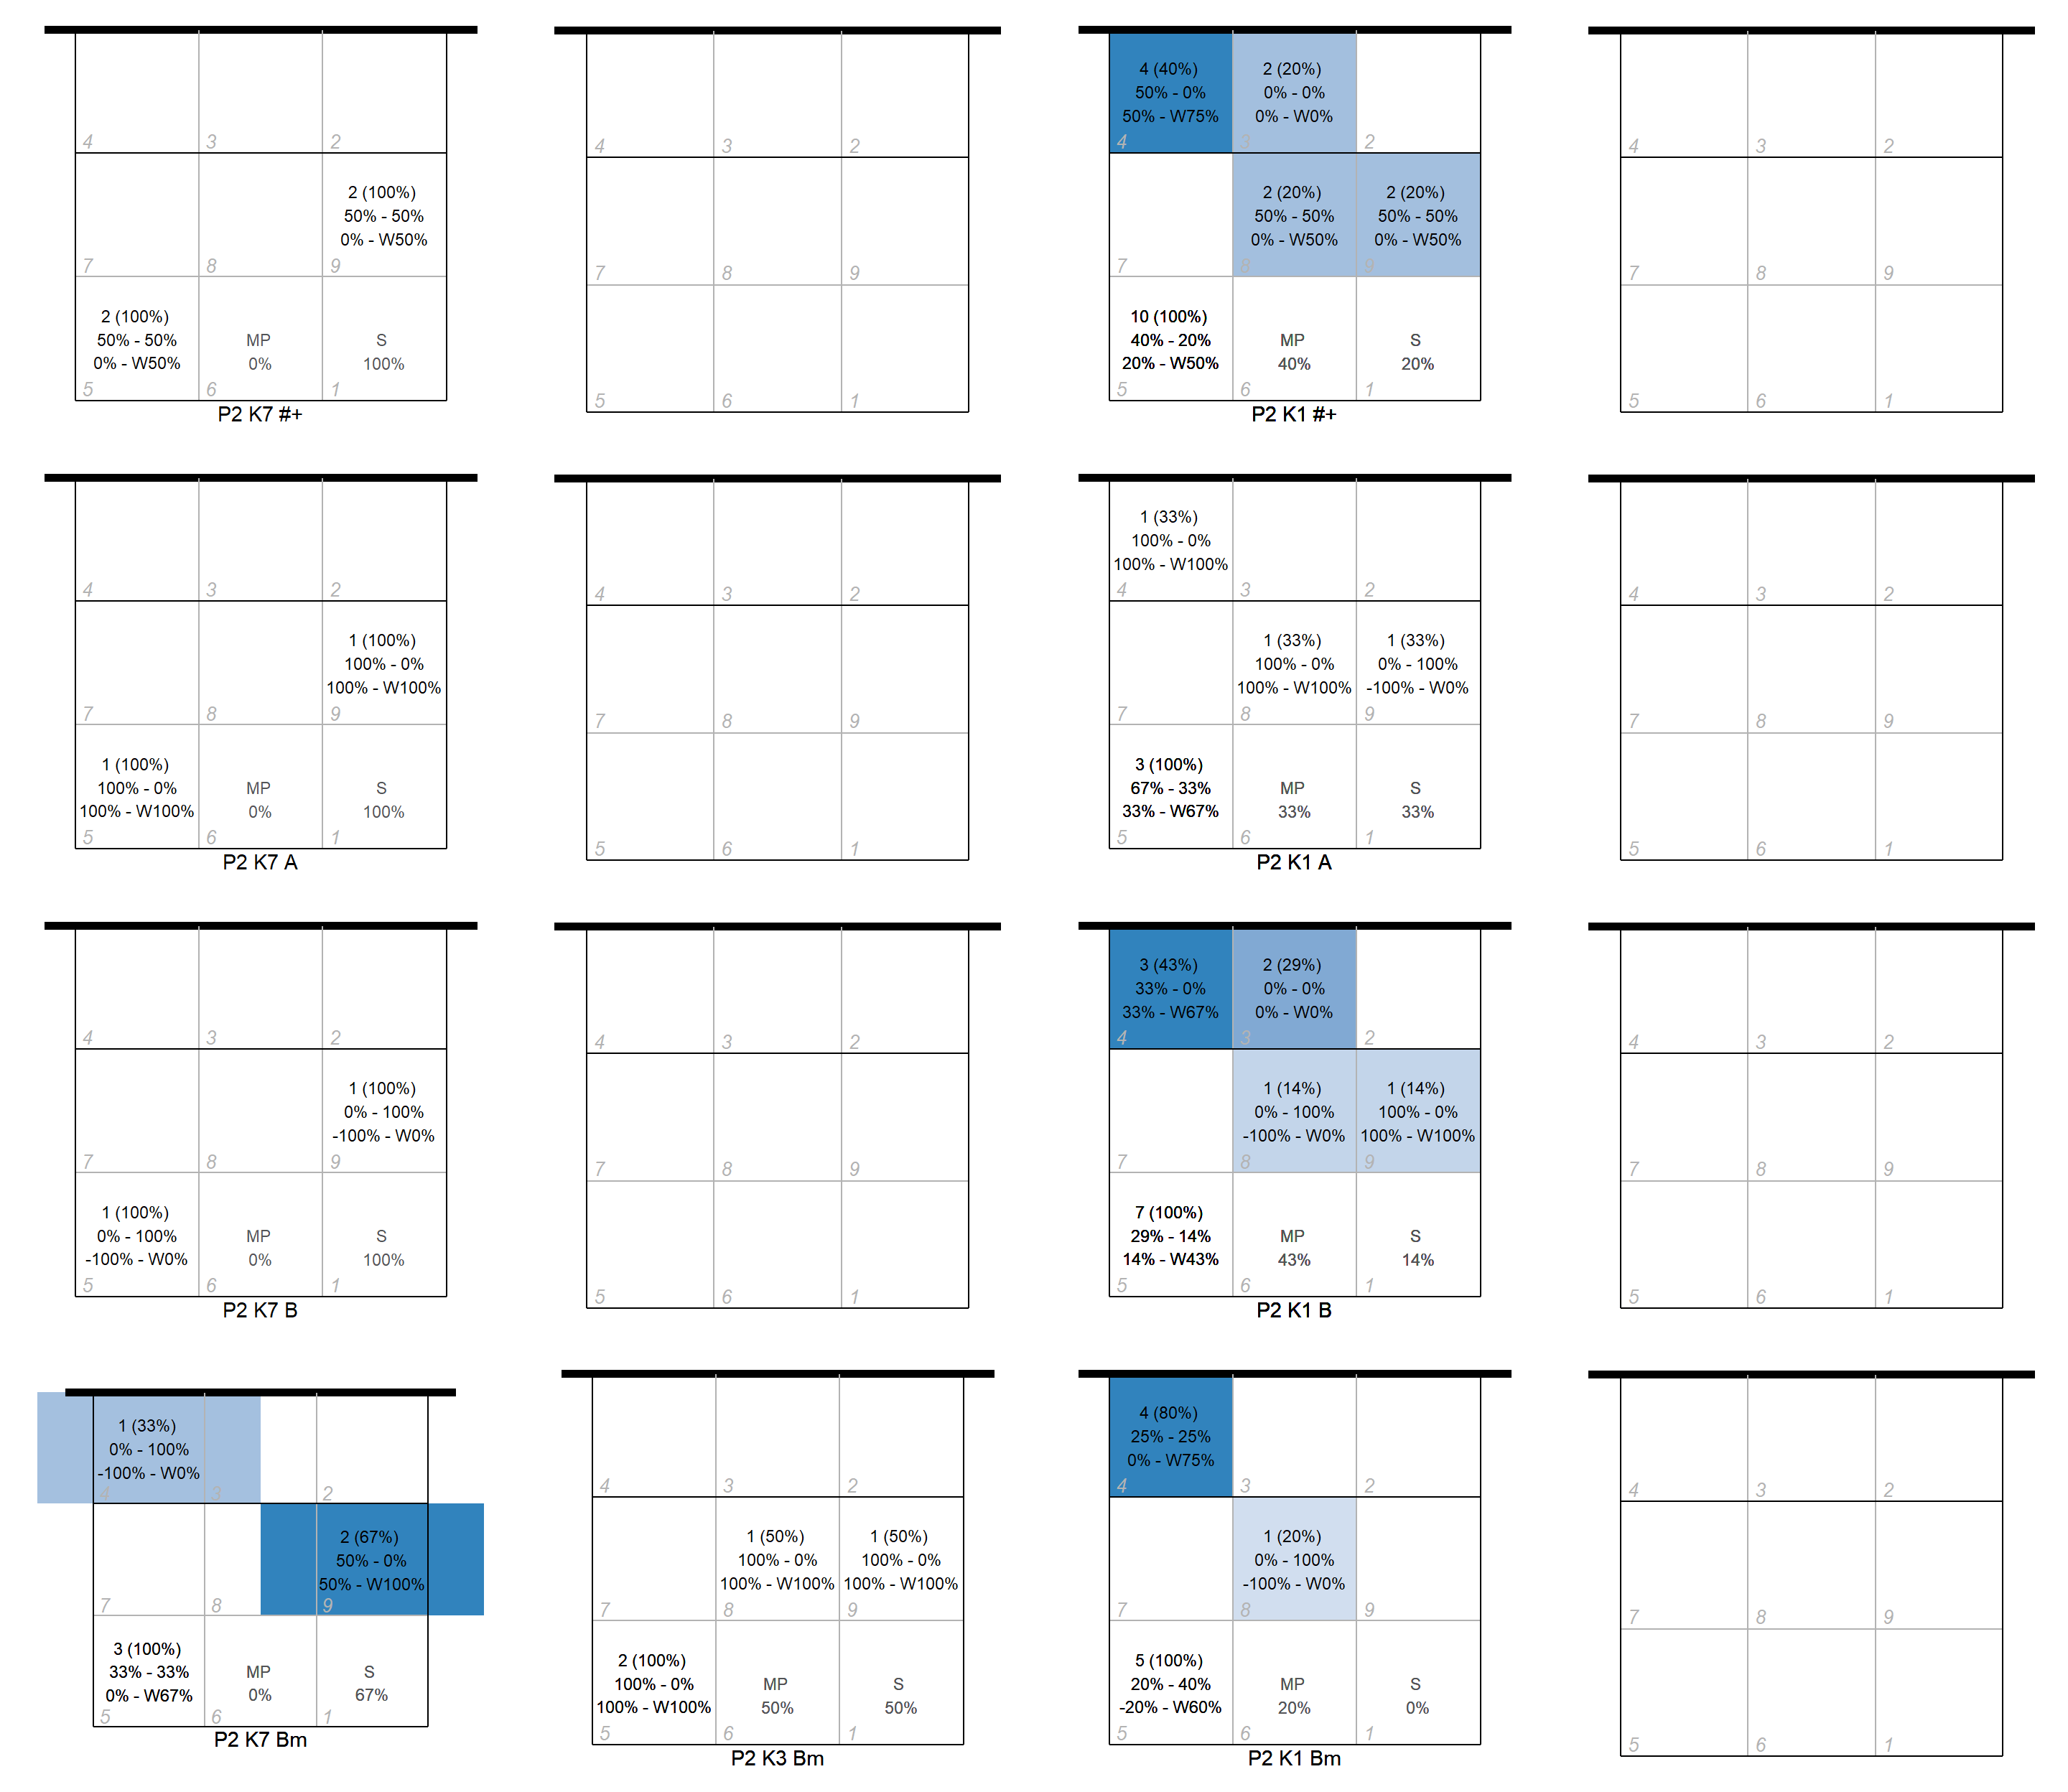 4 (40%) 2 (20%)
50% - 0% 0% - 0%
50% - W75% 0% - W0%
4 3 2 4 3 2 4 3 2 4 3 2
2 (100%) 2 (20%) 2 (20%)
50% - 50% 50% - 50% 50% - 50%
0% - W50% 0% - W50% 0% - W50%
7 8 9 7 8 9 7 8 9 7 8 9
2 (100%) 10 (100%)
50% - 50% MP S 40% - 20% MP S
0% - W50% 0% 100% 20% - W50% 40% 20%
5 6 1 5 6 1 5 6 1 5 6 1
P2 K7 #+ P2 K1 #+
1 (33%)
100% - 0%
100% - W100%
4 3 2 4 3 2 4 3 2 4 3 2
1 (100%) 1 (33%) 1 (33%)
100% - 0% 100% - 0% 0% - 100%
100% - W100% 100% - W100% -100% - W0%
7 8 9 7 8 9 7 8 9 7 8 9
1 (100%) 3 (100%)
100% - 0% MP S 67% - 33% MP S
100% - W100% 0% 100% 33% - W67% 33% 33%
5 6 1 5 6 1 5 6 1 5 6 1
P2 K7 A P2 K1 A
3 (43%) 2 (29%)
33% - 0% 0% - 0%
33% - W67% 0% - W0%
4 3 2 4 3 2 4 3 2 4 3 2
1 (100%) 1 (14%) 1 (14%)
0% - 100% 0% - 100% 100% - 0%
-100% - W0% -100% - W0% 100% - W100%
7 8 9 7 8 9 7 8 9 7 8 9
1 (100%) 7 (100%)
0% - 100% MP S 29% - 14% MP S
-100% - W0% 0% 100% 14% - W43% 43% 14%
5 6 1 5 6 1 5 6 1 5 6 1
P2 K7 B P2 K1 B
1 (33%) 4 (80%)
0% - 100% 25% - 25%
-100% - W0% 0% - W75%
4 3 2 4 3 2 4 3 2 4 3 2
2 (67%) 1 (50%) 1 (50%) 1 (20%)
50% - 0% 100% - 0% 100% - 0% 0% - 100%
50% - W100% 100% - W100% 100% - W100% -100% - W0%
7 8 9 7 8 9 7 8 9 7 8 9
3 (100%) 2 (100%) 5 (100%)
33% - 33% MP S 100% - 0% MP S 20% - 40% MP S
0% - W67% 0% 67% 100% - W100% 50% 50% -20% - W60% 20% 0%
5 6 1 5 6 1 5 6 1 5 6 1
P2 K7 Bm P2 K3 Bm P2 K1 Bm